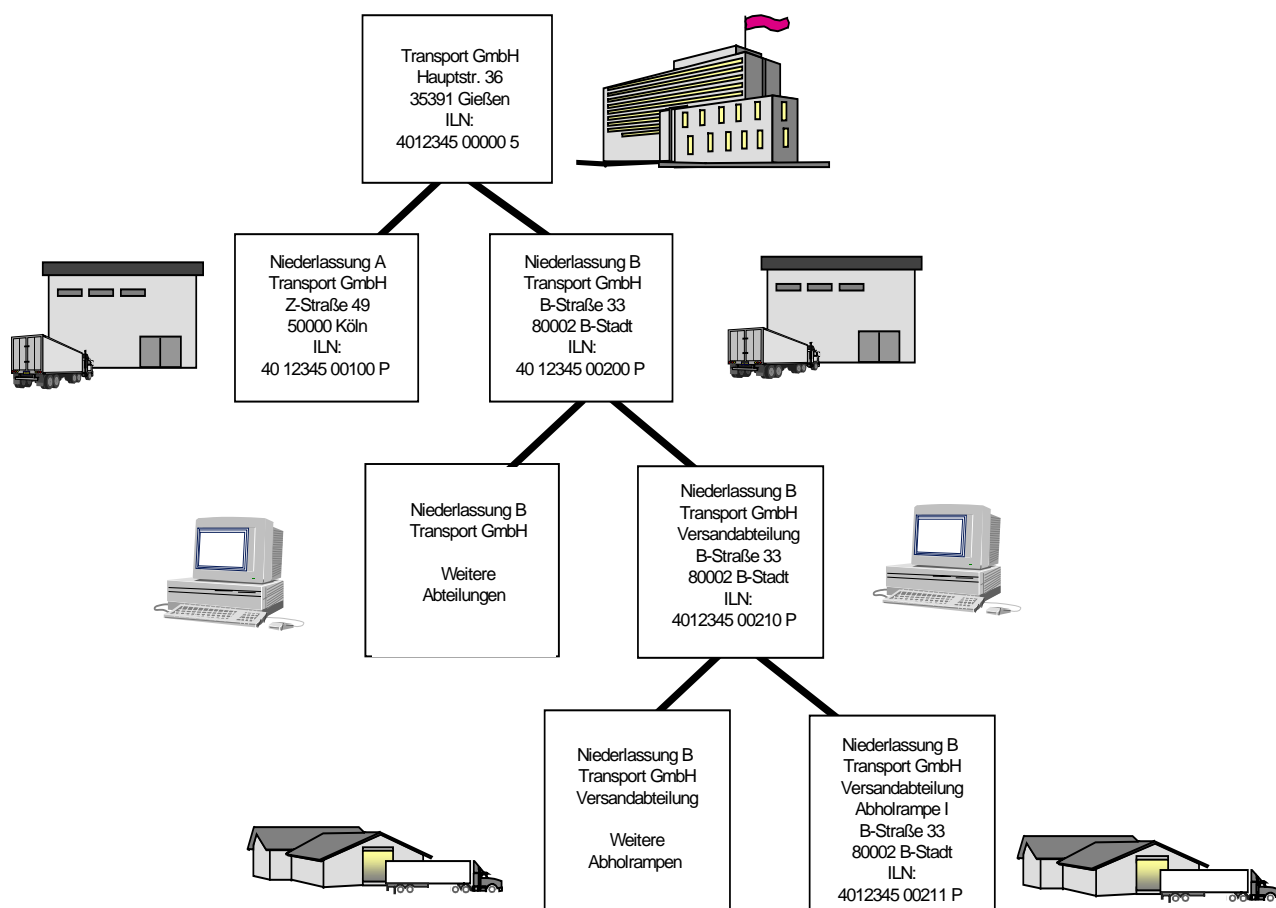 Transport GmbH
Hauptstr. 36
35391 Gießen
ILN:
4012345 00000 5
Niederlassung A
Transport GmbH
Z-Straße 49
50000 Köln
ILN:
40 12345 00100 P
Niederlassung B
Transport GmbH
B-Straße 33
80002 B-Stadt
ILN:
40 12345 00200 P
Niederlassung B
Transport GmbH
Weitere
Abteilungen
Niederlassung B
Transport GmbH
Versandabteilung
B-Straße 33
80002 B-Stadt
ILN:
4012345 00210 P
Niederlassung B
Transport GmbH
Versandabteilung
Weitere
Abholrampen
Niederlassung B
Transport GmbH
Versandabteilung
Abholrampe I
B-Straße 33
80002 B-Stadt
ILN:
4012345 00211 P